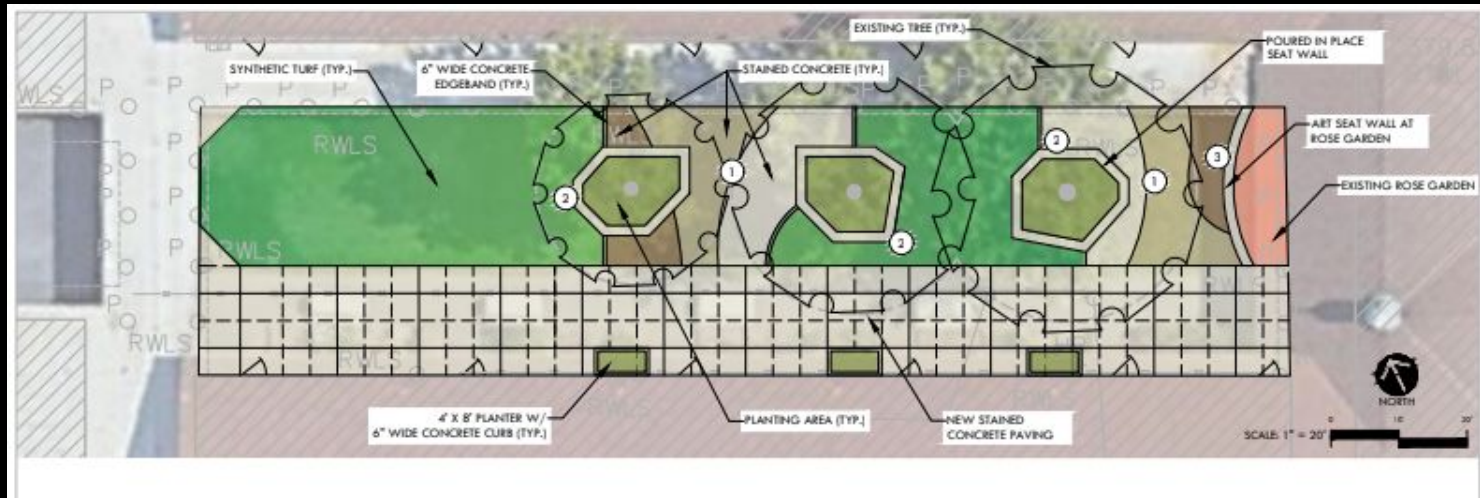 EXISTING TREE (TYP.)
POURED IN PLACE
SEAT WALL
SYNTHETIC TURF (TYP.)
6" WIDE CONCRETE
EDGEBAND (TYP.)
STAINED CONCRETE (TYP.)
WLS
P
P
P
P
P
P
RWLS
ART SEAT WALL AT
ROSE GARDEN
2
3
1
1
2
EXISTING ROSE GARDEN
2
P
P
RWLS
RWLS
P
RWLS
RWLS
4' X 8' PLANTER W/
6" WIDE CONCRETE CURB (TYP.)
PLANTING AREA (TYP.)
NEW STAINED
CONCRETE PAVING
NORTH
SCALE: 1" = 20'
0
10'
20'